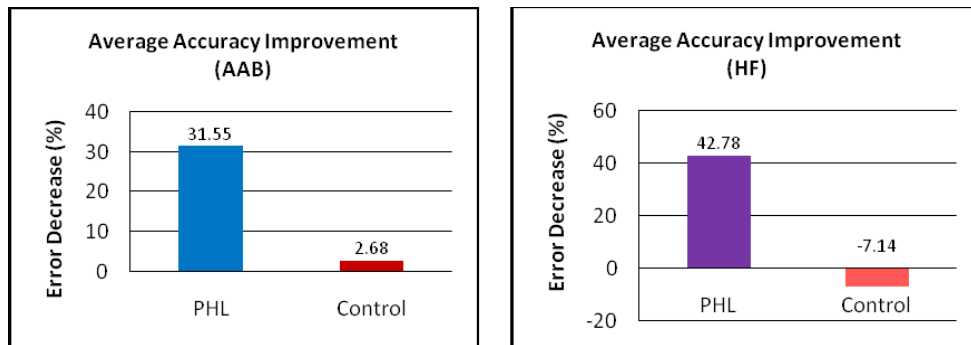 Average Accuracy Improvement
(AAB)
Error Decrease (%)
40
30
20
10
0
31.55
2.68
PHL
Control
Average Accuracy Improvement
(HF)
Error Decrease (%)
60
40
20
0
-20
42.78
-7.14
PHL
Control